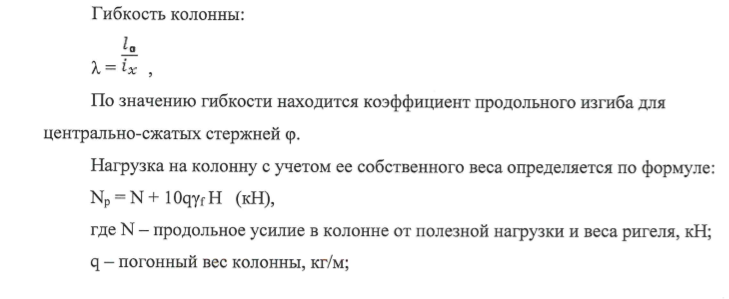 Гибкость колонны:
λ = l₀/iₓ ,
По значению гибкости находится коэффициент продольного изгиба для
центрально-сжатых стержней φ.
Нагрузка на колонну с учетом ее собственного веса определяется по формуле:
Nₚ = N + 10qγf H (кН),
где N – продольное усилие в колонне от полезной нагрузки и веса ригеля, кН;
q – погонный вес колонны, кг/м;